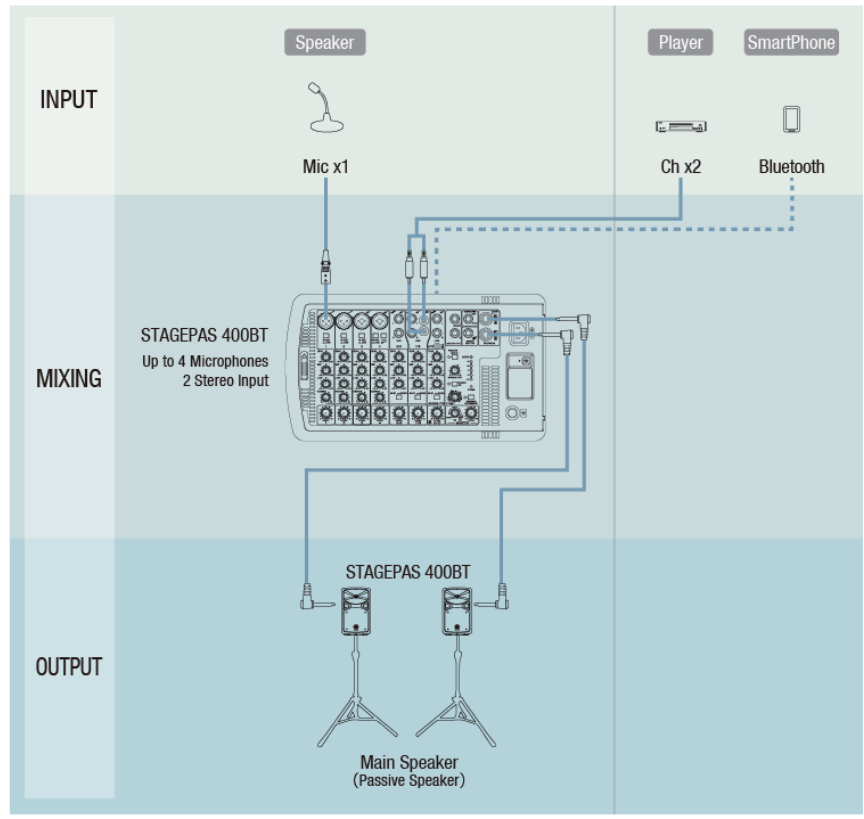 Speaker
Player
SmartPhone
INPUT
Mic x1
Ch x2
Bluetooth
STAGEPAS 400BT
Up to 4 Microphones
2 Stereo Input
MIXING
STAGEPAS 400BT
OUTPUT
Main Speaker
(Passive Speaker)